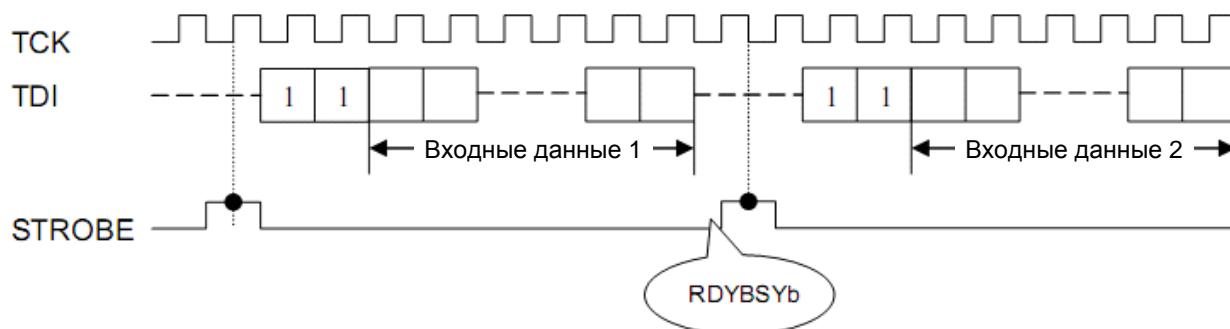 TCK
TDI 1 1 1 1
Входные данные 1 Входные данные 2
STROBE
RDYBSYb